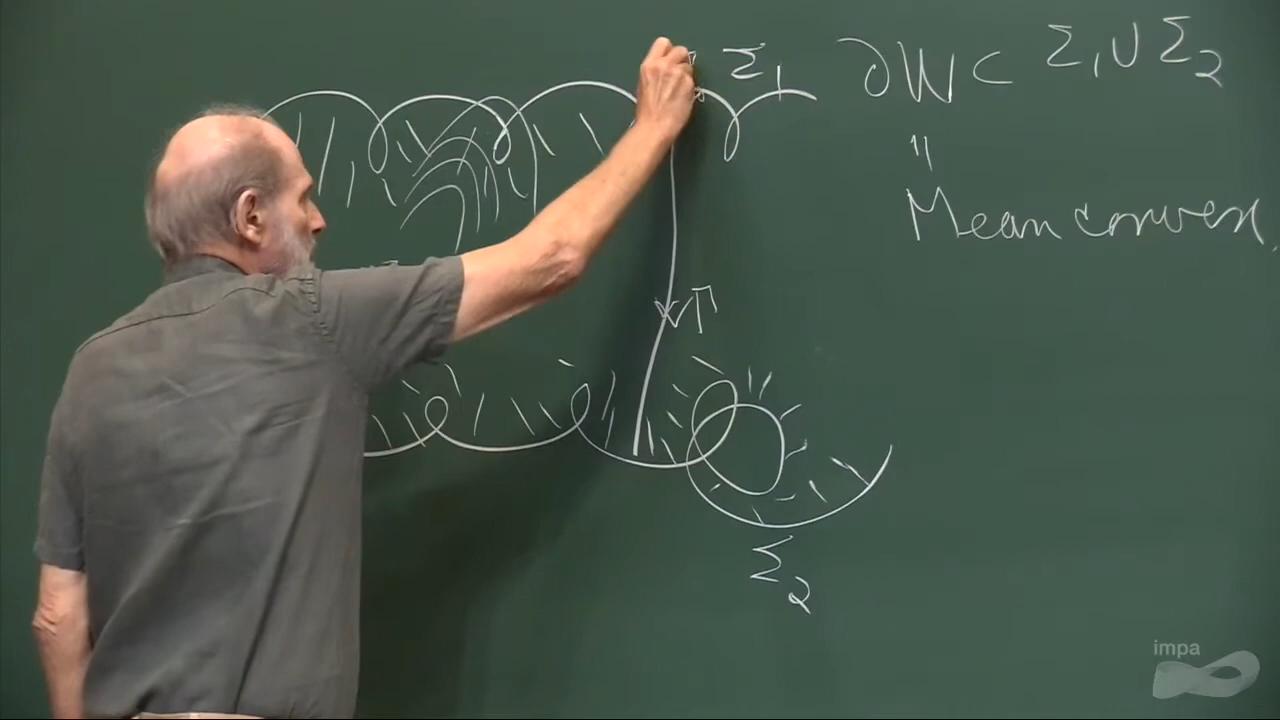 Σ₁ ∂W ⊂ Σ₁ ∪ Σ₂
=
Mean convex
Γ
Σ₂
impa